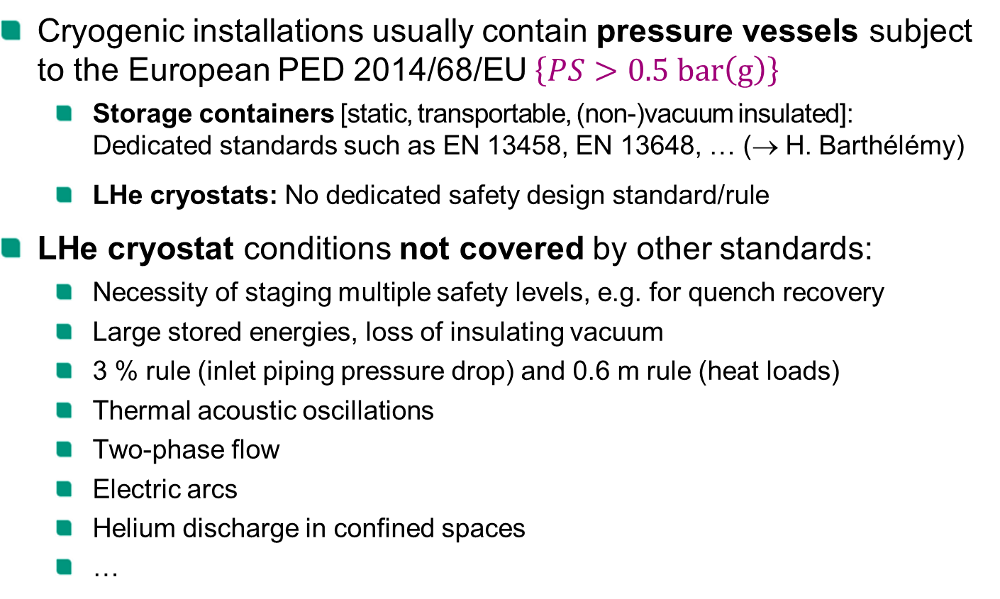 Cryogenic installations usually contain pressure vessels subject
to the European PED 2014/68/EU {PS > 0.5 bar(g)}
Storage containers [static, transportable, (non-)vacuum insulated]:
Dedicated standards such as EN 13458, EN 13648, … (→ H. Barthélémy)
LHe cryostats: No dedicated safety design standard/rule
LHe cryostat conditions not covered by other standards:
Necessity of staging multiple safety levels, e.g. for quench recovery
Large stored energies, loss of insulating vacuum
3 % rule (inlet piping pressure drop) and 0.6 m rule (heat loads)
Thermal acoustic oscillations
Two-phase flow
Electric arcs
Helium discharge in confined spaces
…